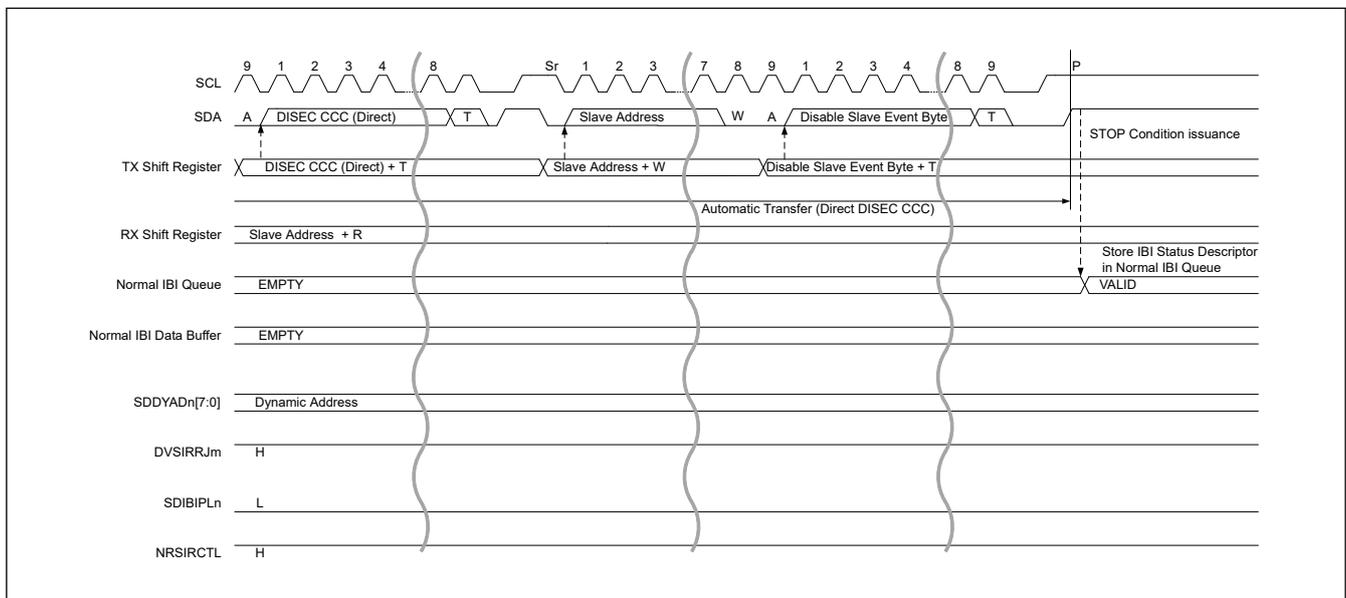 9 1 2 3 4 8 Sr 1 2 3 7 8 9 1 2 3 4 8 9 P
SCL
SDA A DISEC CCC (Direct) T Slave Address W A Disable Slave Event Byte T
STOP Condition issuance
TX Shift Register DISEC CCC (Direct) + T Slave Address + W Disable Slave Event Byte + T
Automatic Transfer (Direct DISEC CCC)
RX Shift Register Slave Address + R
Store IBI Status Descriptor
in Normal IBI Queue
Normal IBI Queue EMPTY VALID
Normal IBI Data Buffer EMPTY
SDDYADn[7:0] Dynamic Address
DVSIRRJm H
SDIBIPLn L
NRSIRCTL H